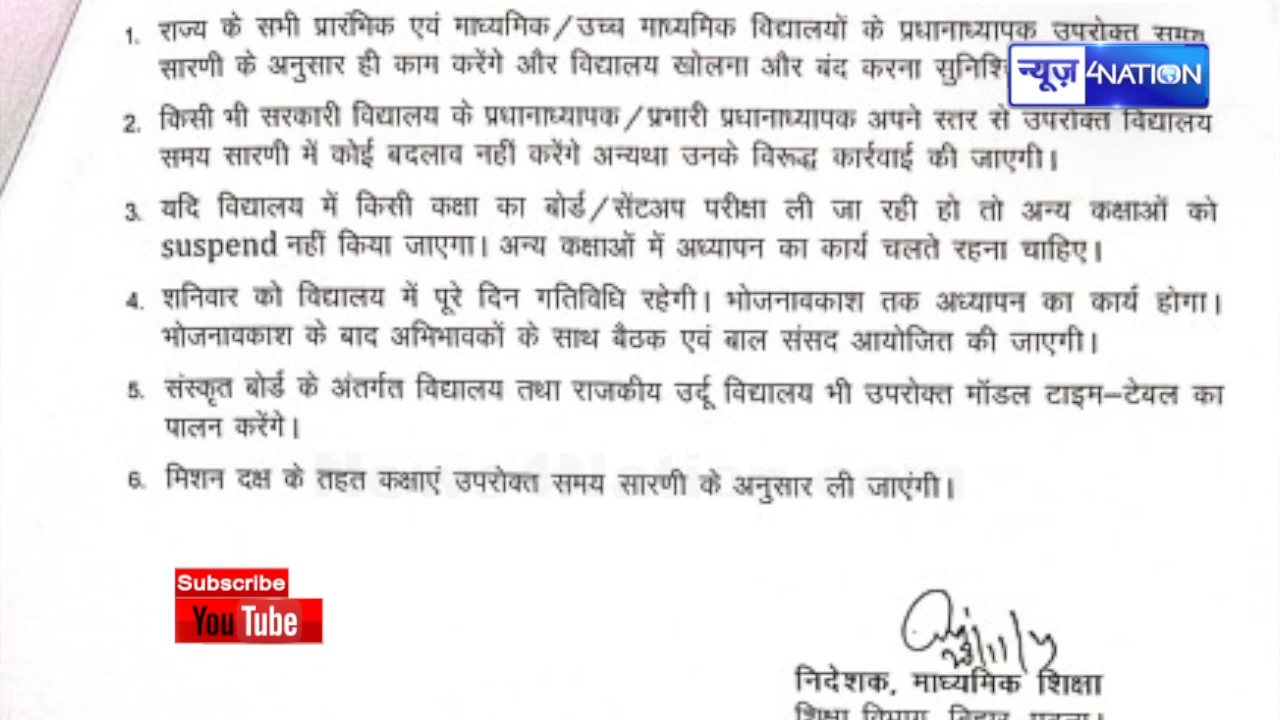 1. राज्य के सभी प्रारंभिक एवं माध्यमिक/उच्च माध्यमिक विद्यालयों के प्रधानाध्यापक उपरोक्त समय
सारणी के अनुसार ही काम करेंगे और विद्यालय खोलना और बंद करना
न्यूज़ 4NATION
2. किसी भी सरकारी विद्यालय के प्रधानाध्यापक/प्रभारी प्रधानाध्यापक अपने स्तर से उपरोक्त विद्यालय
समय सारणी में कोई बदलाव नहीं करेंगे अन्यथा उनके विरूद्ध कार्रवाई की जाएगी।
3. यदि विद्यालय में किसी कक्षा का बोर्ड/सेंटअप परीक्षा ली जा रही हो तो अन्य कक्षाओं को
suspend नहीं किया जाएगा। अन्य कक्षाओं में अध्यापन का कार्य चलते रहना चाहिए।
4. शनिवार को विद्यालय में पूरे दिन गतिविधि रहेगी। भोजनावकाश तक अध्यापन का कार्य होगा।
भोजनावकाश के बाद अभिभावकों के साथ बैठक एवं बाल संसद आयोजित की जाएगी।
5. संस्कृत बोर्ड के अंतर्गत विद्यालय तथा राजकीय उर्दू विद्यालय भी उपरोक्त मॉडल टाइम–टेबल का
पालन करेंगे।
6. मिशन दक्ष के तहत कक्षाएं उपरोक्त समय सारणी के अनुसार ली जाएंगी।
News4Nation.com
Subscribe
YouTube
निदेशक, माध्यमिक शिक्षा
शिक्षा विभाग, बिहार, पटना।